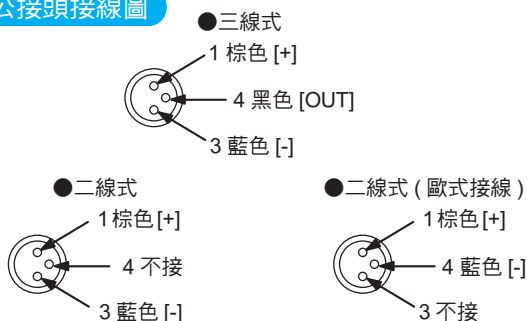 公接頭接線圖
●三線式
1 棕色 [+]
4 黑色 [OUT]
3 藍色 [-]
●二線式
1 棕色 [+]
4 不接
3 藍色 [-]
●二線式 ( 歐式接線 )
1 棕色 [+]
4 藍色 [-]
3 不接